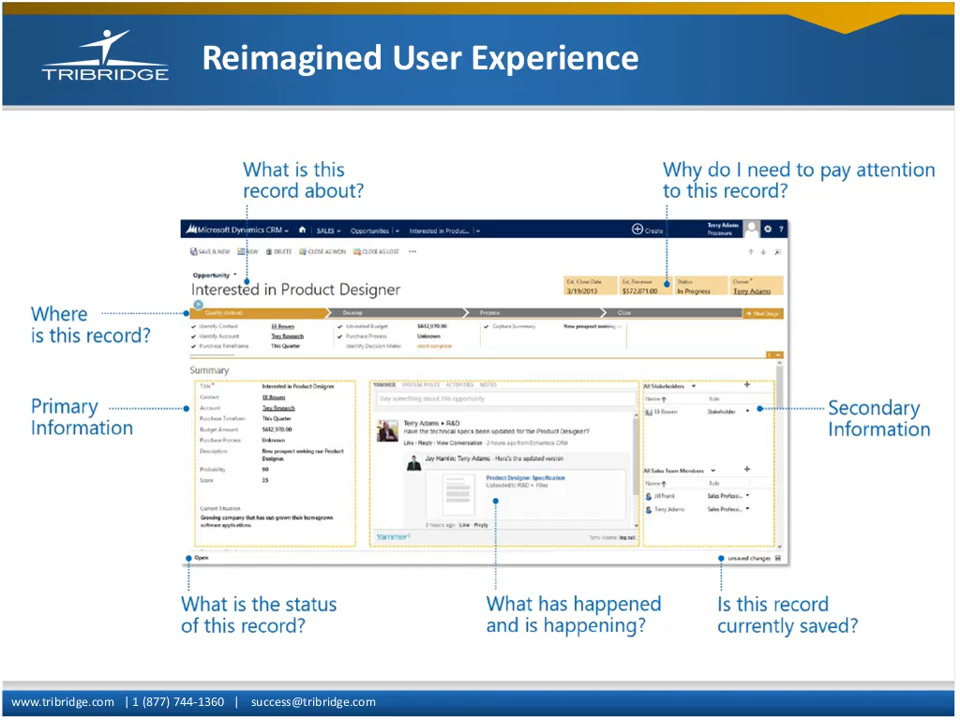 TRIBRIDGE
Reimagined User Experience
What is this
record about?
Why do I need to pay attention
to this record?
Microsoft Dynamics CRM
SALES
Opportunities
Interested in Produc...
Create
Terry Adams
?
SAVE & NEW
NEW
DELETE
CLOSE AS WON
CLOSE AS LOST
Opportunity
Interested in Product Designer
Est. Close Date
3/19/2013
Est. Revenue
$572,871.00
Status
In Progress
Owner*
Terry Adams
Where
is this record?
Qualify (Active)
Develop
Propose
Close
Next Stage
Identify Contact
Eli Bowen
Identify Account
Trey Research
Purchase Timeframe
This Quarter
Estimated Budget
$612,970.90
Purchase Process
Unknown
Identify Decision Maker
mark complete
Capture Summary
New prospect seeking ...
Summary
Primary
Information
Title*
Interested in Product Designer
Contact
Eli Bowen
Account
Trey Research
Purchase Timeframe
This Quarter
Budget Amount
$612,970.90
Purchase Process
Unknown
Description
New prospect seeking our Product
Designer.
Probability
90
Score
35
Current Situation
Growing company that has out-grown their homegrown
software applications.
YAMMER
SYSTEM POSTS
ACTIVITIES
NOTES
Say something about this opportunity
Terry Adams ▸ R&D
Have the technical specs been updated for the Product Designer?
Like · Reply · View Conversation · 2 hours ago from Dynamics CRM
Jay Hamlin: Terry Adams - Here's the updated version
Product Designer Specification
Uploaded to R&D • Files
2 hours ago · Like · Reply
Yammer
Terry Adams (log out)
All Stakeholders
+
Name
Role
Eli Bowen
Stakeholder
All Sales Team Members
+
Name
Role
Jill Frank
Sales Professi...
Terry Adams
Sales Profess...
Secondary
Information
Open
unsaved changes
What is the status
of this record?
What has happened
and is happening?
Is this record
currently saved?
www.tribridge.com | 1 (877) 744-1360 | success@tribridge.com